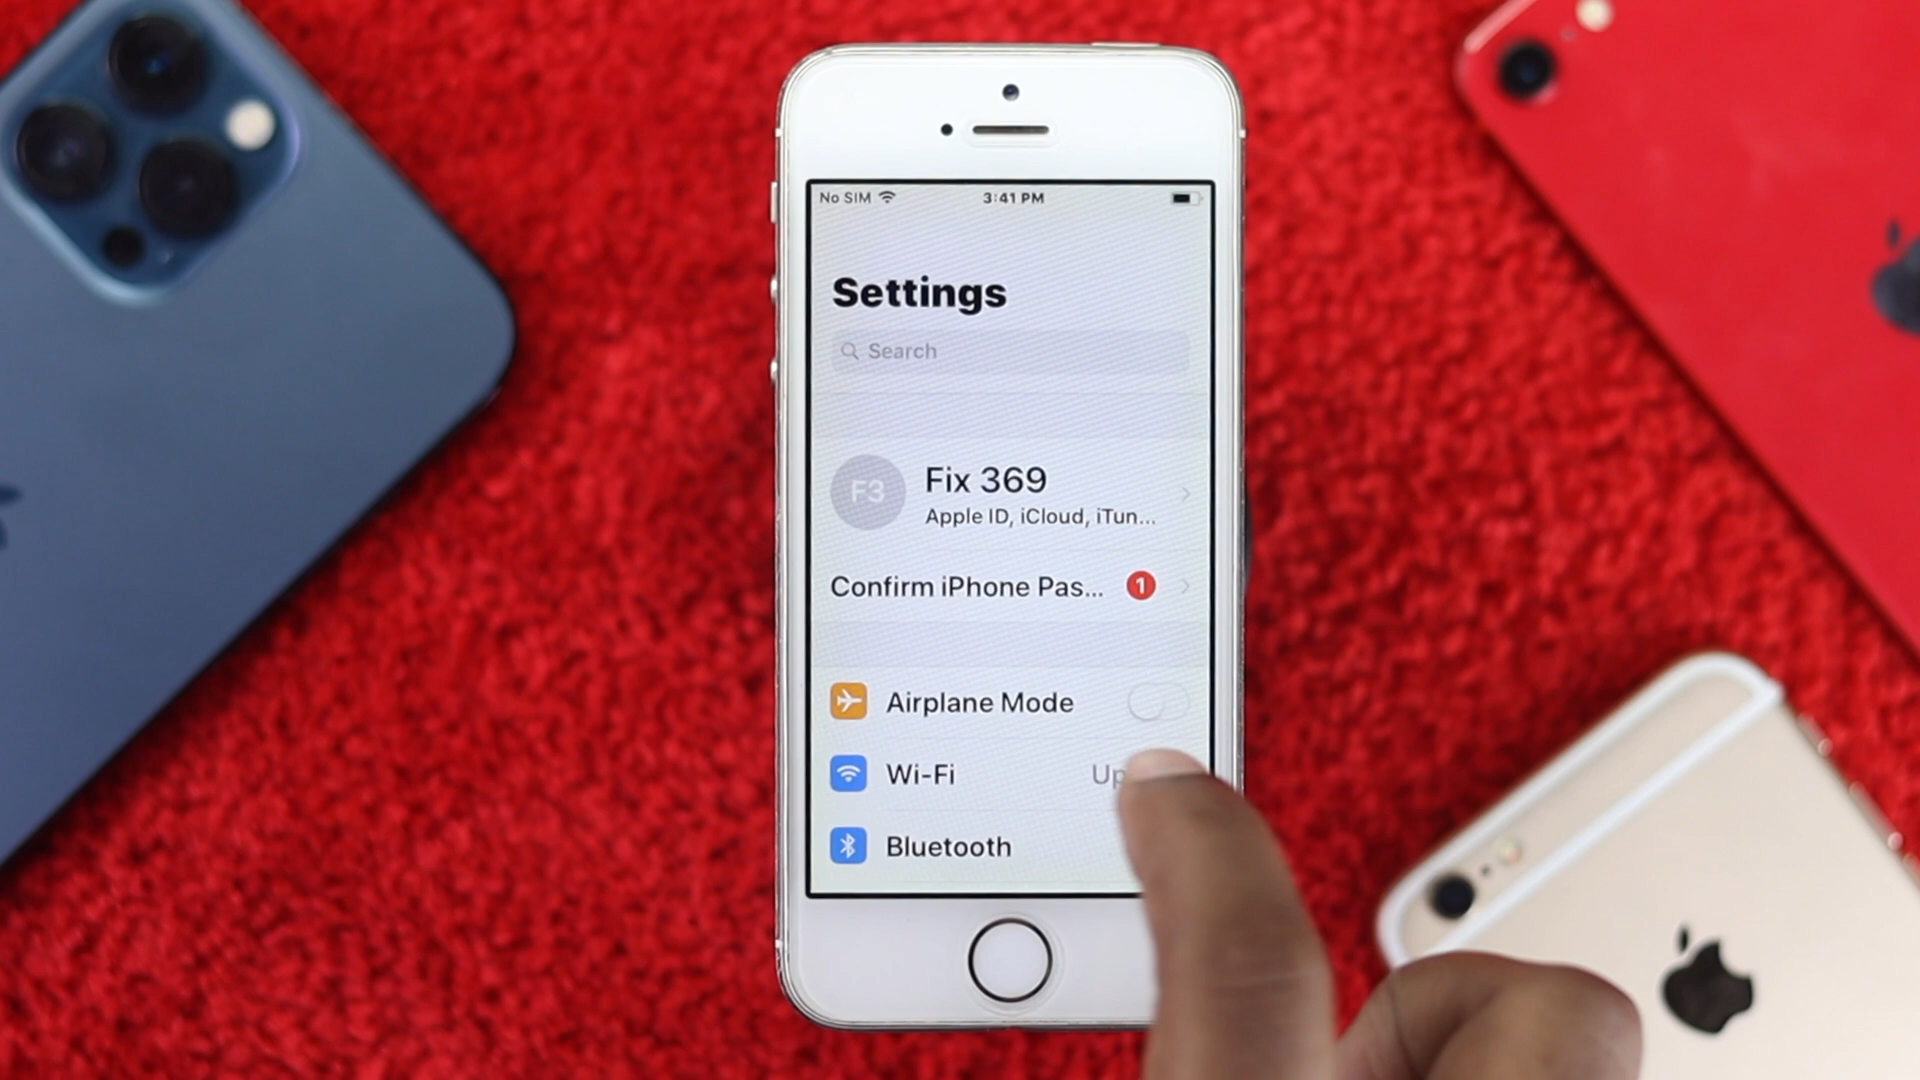 No SIM 3:41 PM
Settings
Search
F3
Fix 369
Apple ID, iCloud, iTun...
Confirm iPhone Pas... 1
Airplane Mode
Wi-Fi
Bluetooth